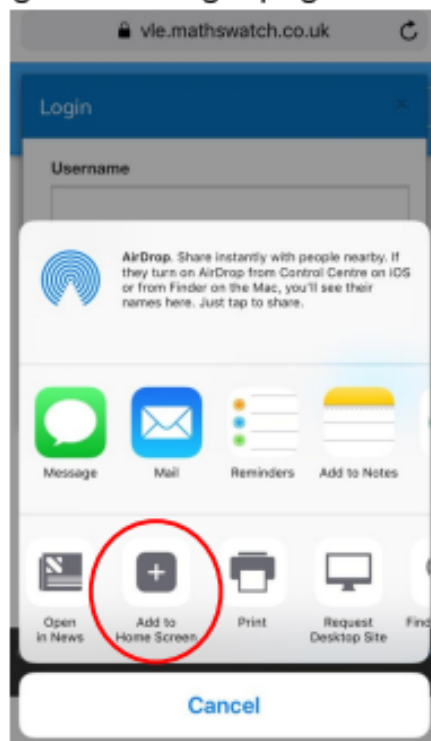 vle.mathswatch.co.uk
Login
Username
AirDrop. Share instantly with people nearby. If
they turn on AirDrop from Control Centre on iOS
or from Finder on the Mac, you'll see their
names here. Just tap to share.
Message Mail Reminders Add to Notes
Open
in News
Add to
Home Screen
Print
Request
Desktop Site
Cancel